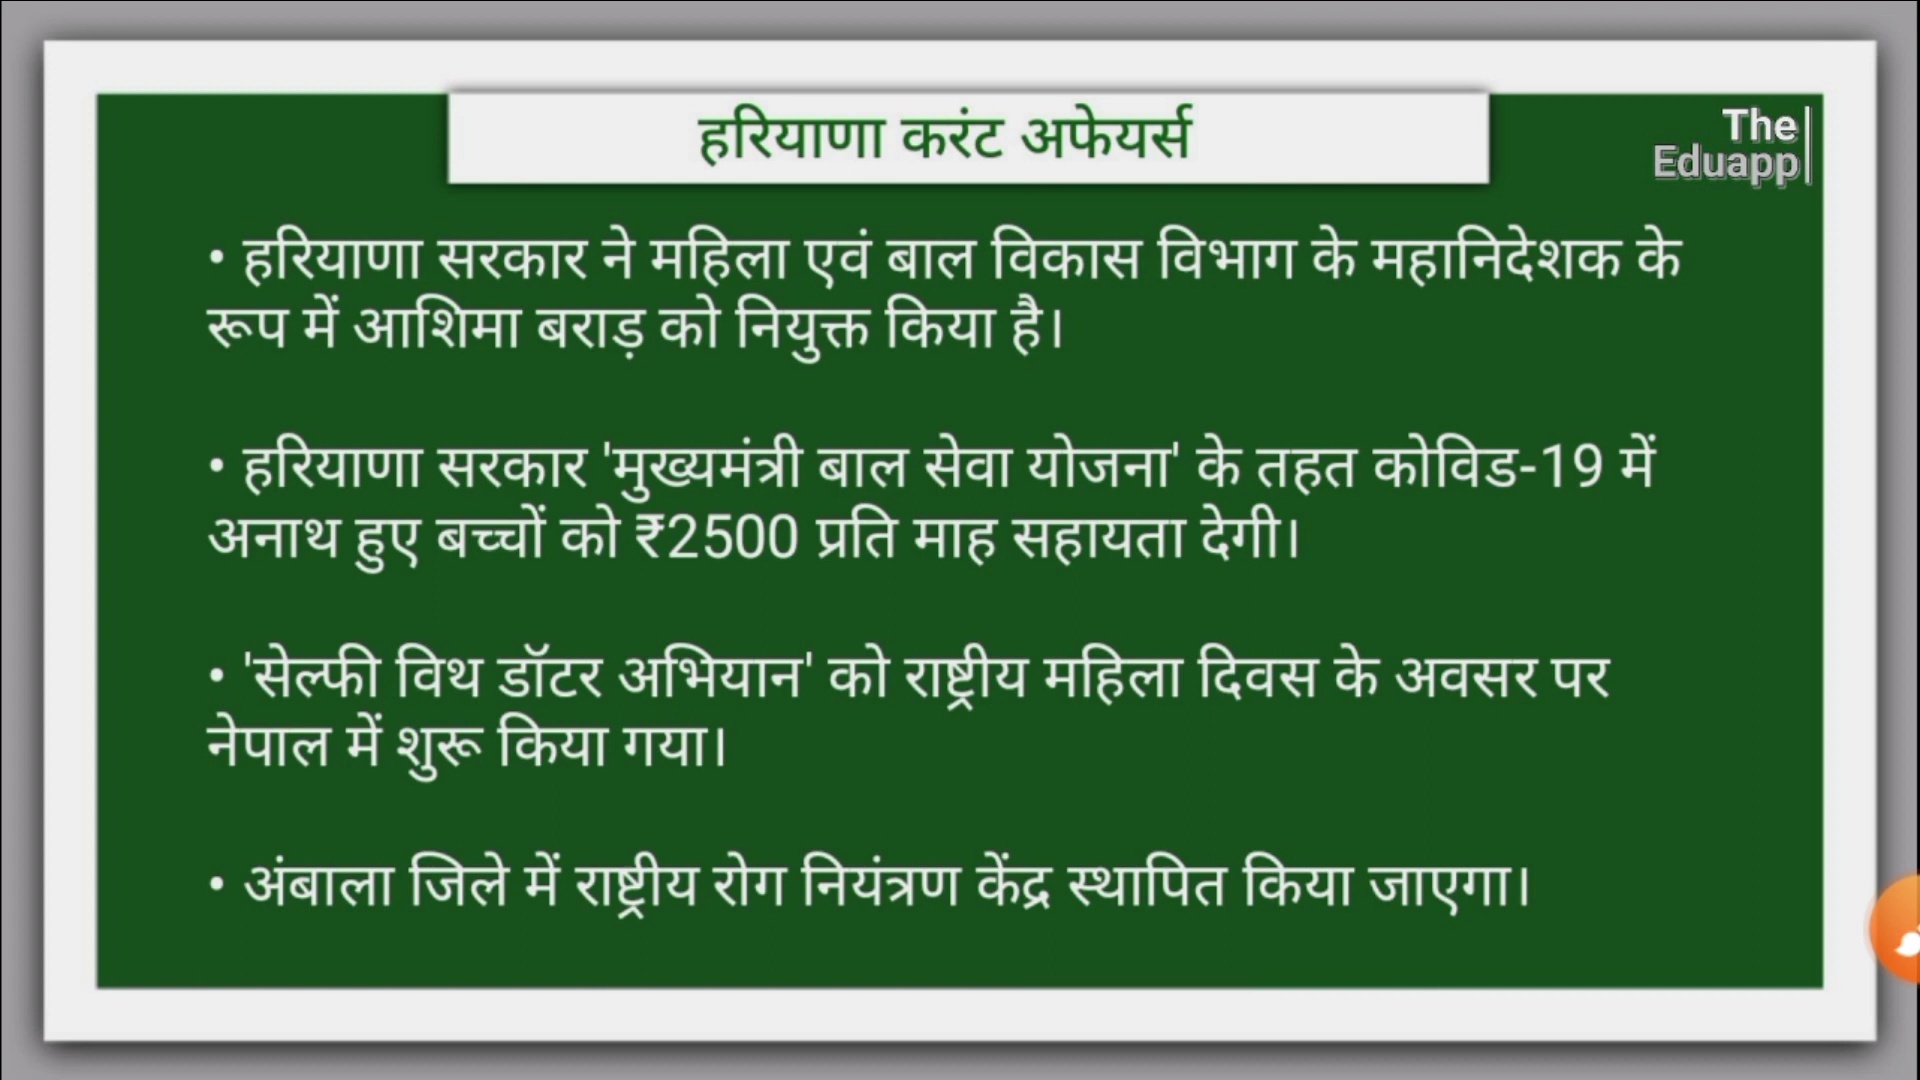 हरियाणा करंट अफेयर्स
The
Eduapp
• हरियाणा सरकार ने महिला एवं बाल विकास विभाग के महानिदेशक के
रूप में आशिमा बराड़ को नियुक्त किया है।
• हरियाणा सरकार 'मुख्यमंत्री बाल सेवा योजना' के तहत कोविड-19 में
अनाथ हुए बच्चों को ₹2500 प्रति माह सहायता देगी।
• 'सेल्फी विथ डॉटर अभियान' को राष्ट्रीय महिला दिवस के अवसर पर
नेपाल में शुरू किया गया।
• अंबाला जिले में राष्ट्रीय रोग नियंत्रण केंद्र स्थापित किया जाएगा।